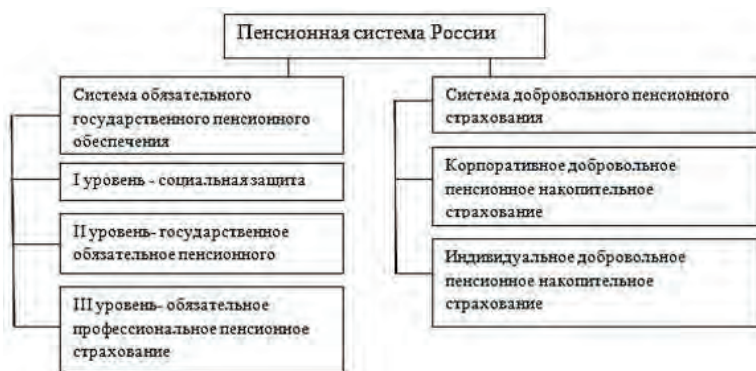 Пенсионная система России
Система обязательного
государственного пенсионного
обеспечения
I уровень - социальная защита
II уровень- государственное
обязательное пенсионного
III уровень- обязательное
профессиональное пенсионное
страхование
Система добровольного пенсионного
страхования
Корпоративное добровольное
пенсионное накопительное
страхование
Индивидуальное добровольное
пенсионное накопительное
страхование